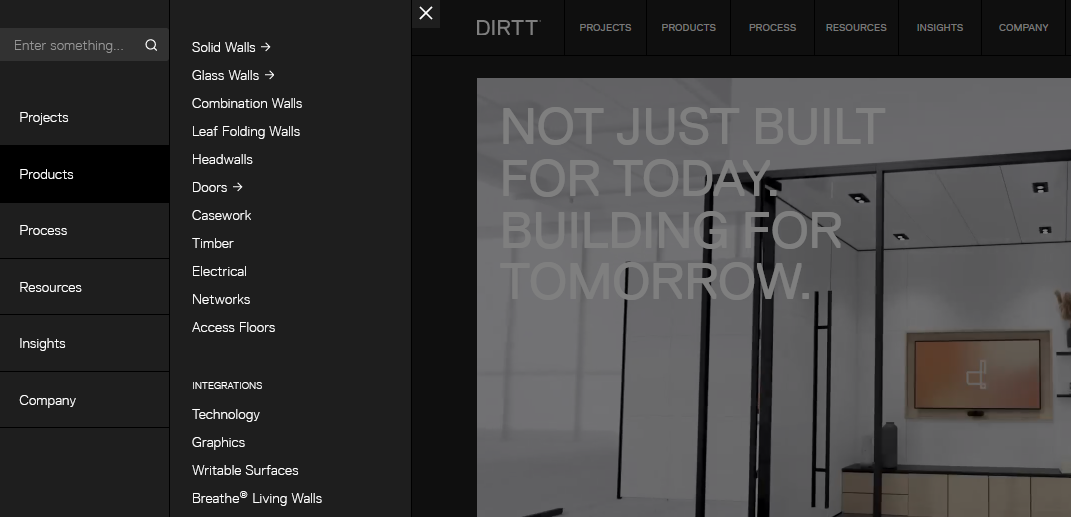 Enter something...
Projects
Products
Process
Resources
Insights
Company
Solid Walls →
Glass Walls →
Combination Walls
Leaf Folding Walls
Headwalls
Doors →
Casework
Timber
Electrical
Networks
Access Floors
INTEGRATIONS
Technology
Graphics
Writable Surfaces
Breathe® Living Walls
DIRTT
PROJECTS
PRODUCTS
PROCESS
RESOURCES
INSIGHTS
COMPANY
NOT JUST BUILT
FOR TODAY.
BUILDING FOR
TOMORROW.